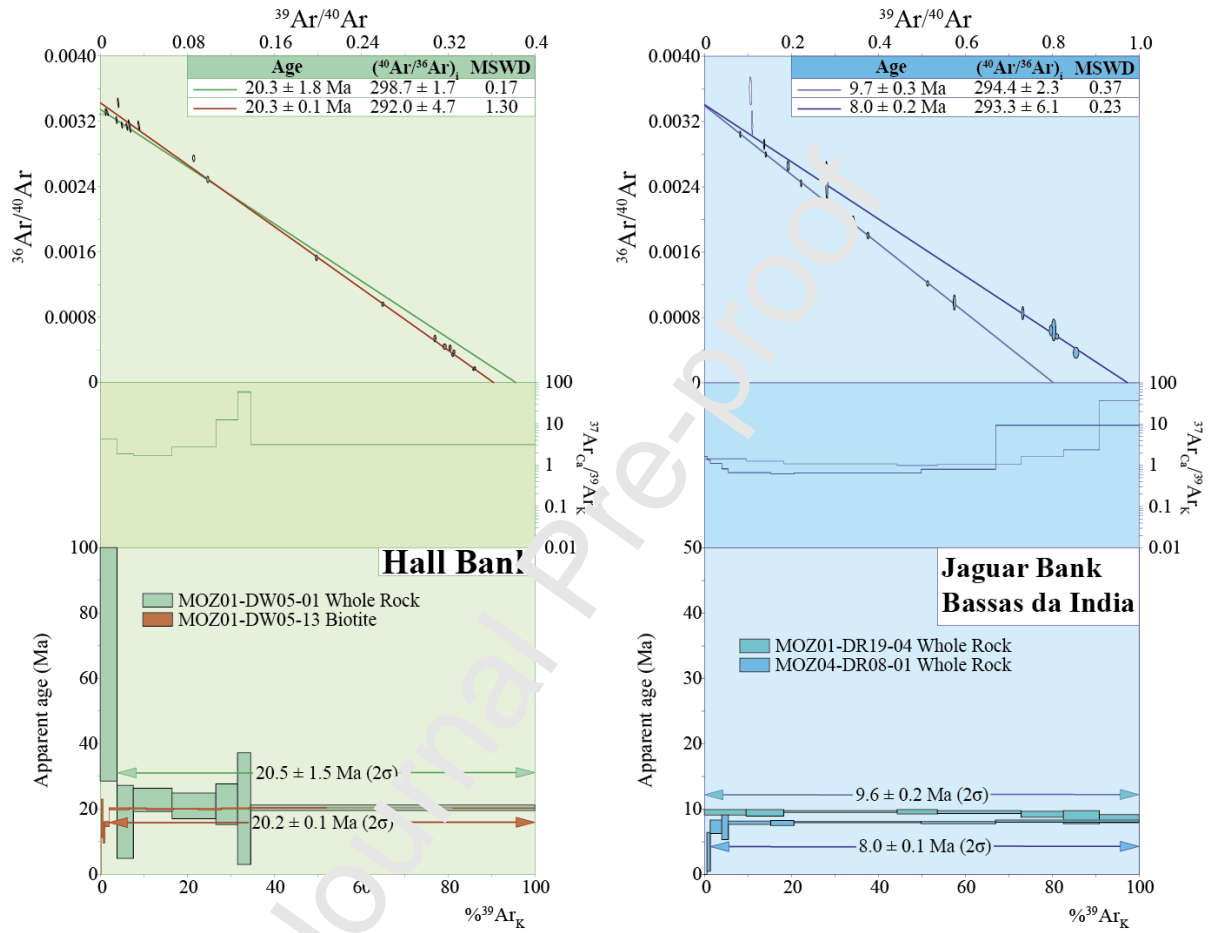 ³⁹Ar/⁴⁰Ar
0 0.08 0.16 0.24 0.32 0.4
0.0040
0.0032
0.0024
0.0016
0.0008
0
³⁶Ar/⁴⁰Ar
Age (⁴⁰Ar/³⁶Ar)ᵢ MSWD
20.3 ± 1.8 Ma 298.7 ± 1.7 0.17
20.3 ± 0.1 Ma 292.0 ± 4.7 1.30
100
10
1
0.1
0.01
³⁷Ar_Ca/³⁹Ar_K
Hall Bank
MOZ01-DW05-01 Whole Rock
MOZ01-DW05-13 Biotite
100
80
60
40
20
0
Apparent age (Ma)
20.5 ± 1.5 Ma (2σ)
20.2 ± 0.1 Ma (2σ)
0 20 40 60 80 100
%³⁹Ar_K
³⁹Ar/⁴⁰Ar
0 0.2 0.4 0.6 0.8 1.0
0.0040
0.0032
0.0024
0.0016
0.0008
0
³⁶Ar/⁴⁰Ar
Age (⁴⁰Ar/³⁶Ar)ᵢ MSWD
9.7 ± 0.3 Ma 294.4 ± 2.3 0.37
8.0 ± 0.2 Ma 293.3 ± 6.1 0.23
100
10
1
0.1
0.01
³⁷Ar_Ca/³⁹Ar_K
Jaguar Bank
Bassas da India
MOZ01-DR19-04 Whole Rock
MOZ04-DR08-01 Whole Rock
50
40
30
20
10
0
Apparent age (Ma)
9.6 ± 0.2 Ma (2σ)
8.0 ± 0.1 Ma (2σ)
0 20 40 60 80 100
%³⁹Ar_K
Journal Pre-proof